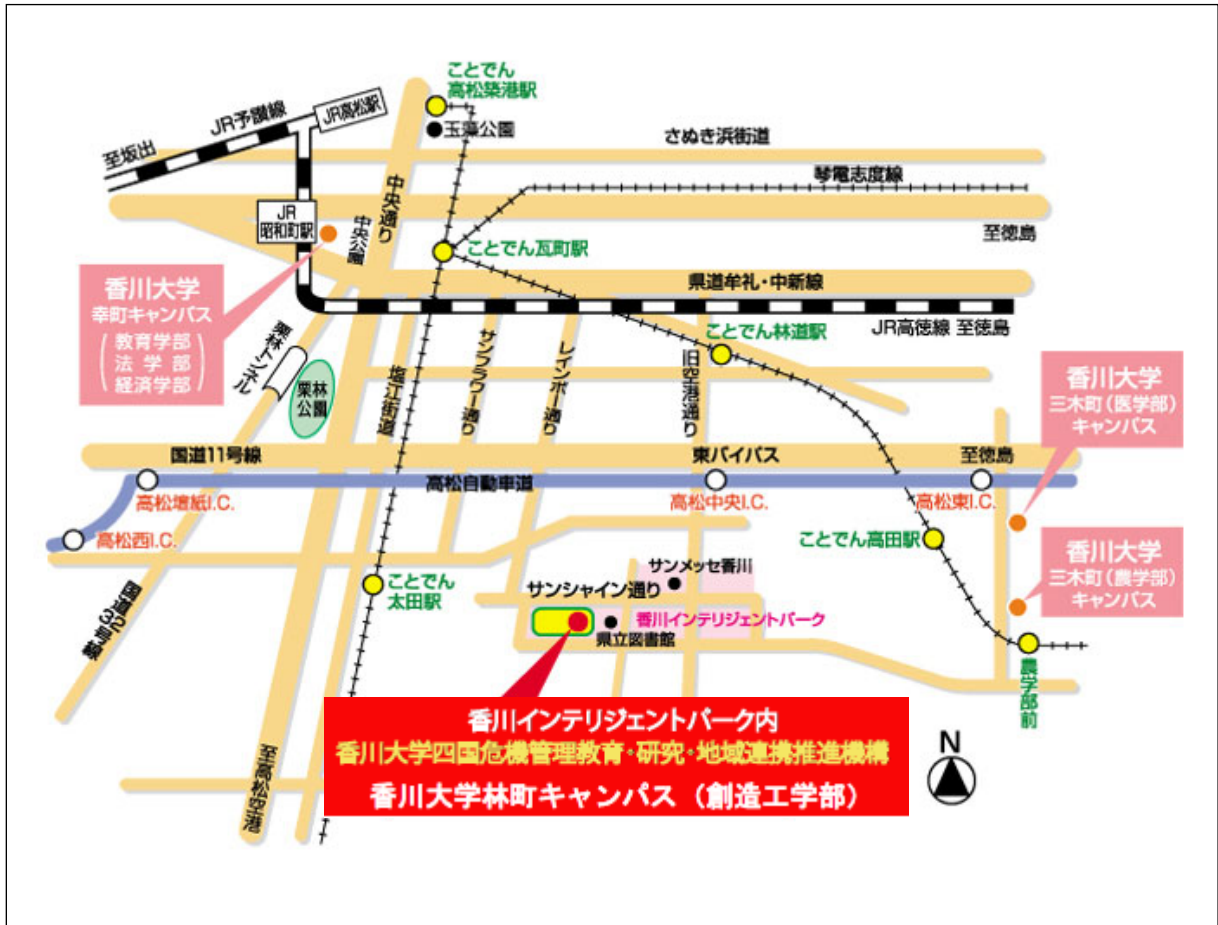 ことでん
高松築港駅
JR高松駅
JR予讃線
至坂出
玉藻公園
さぬき浜街道
琴電志度線
中央通り
JR
昭和町駅
中央公園
至徳島
ことでん瓦町駅
香川大学
幸町キャンパス
教育学部
法学部
経済学部
県道牟礼・中新線
JR高徳線 至徳島
ことでん林道駅
栗林トンネル
栗林
公園
塩江街道
サンフラワー通り
レインボー通り
旧空港通り
香川大学
三木町(医学部)
キャンパス
国道11号線
東バイパス
至徳島
高松自動車道
高松檀紙I.C.
高松中央I.C.
高松東I.C.
高松西I.C.
ことでん高田駅
香川大学
三木町(農学部)
キャンパス
サンメッセ香川
ことでん
太田駅
サンシャイン通り
国道32号線
香川インテリジェントパーク
県立図書館
農学部前
香川インテリジェントパーク内
香川大学四国危機管理教育・研究・地域連携推進機構
香川大学林町キャンパス(創造工学部)
至高松空港
N